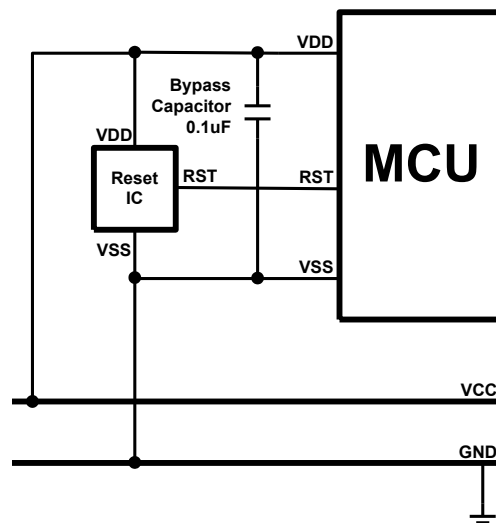 VDD
Bypass
Capacitor
0.1uF
VDD
Reset
IC
RST
RST
MCU
VSS
VSS
VCC
GND